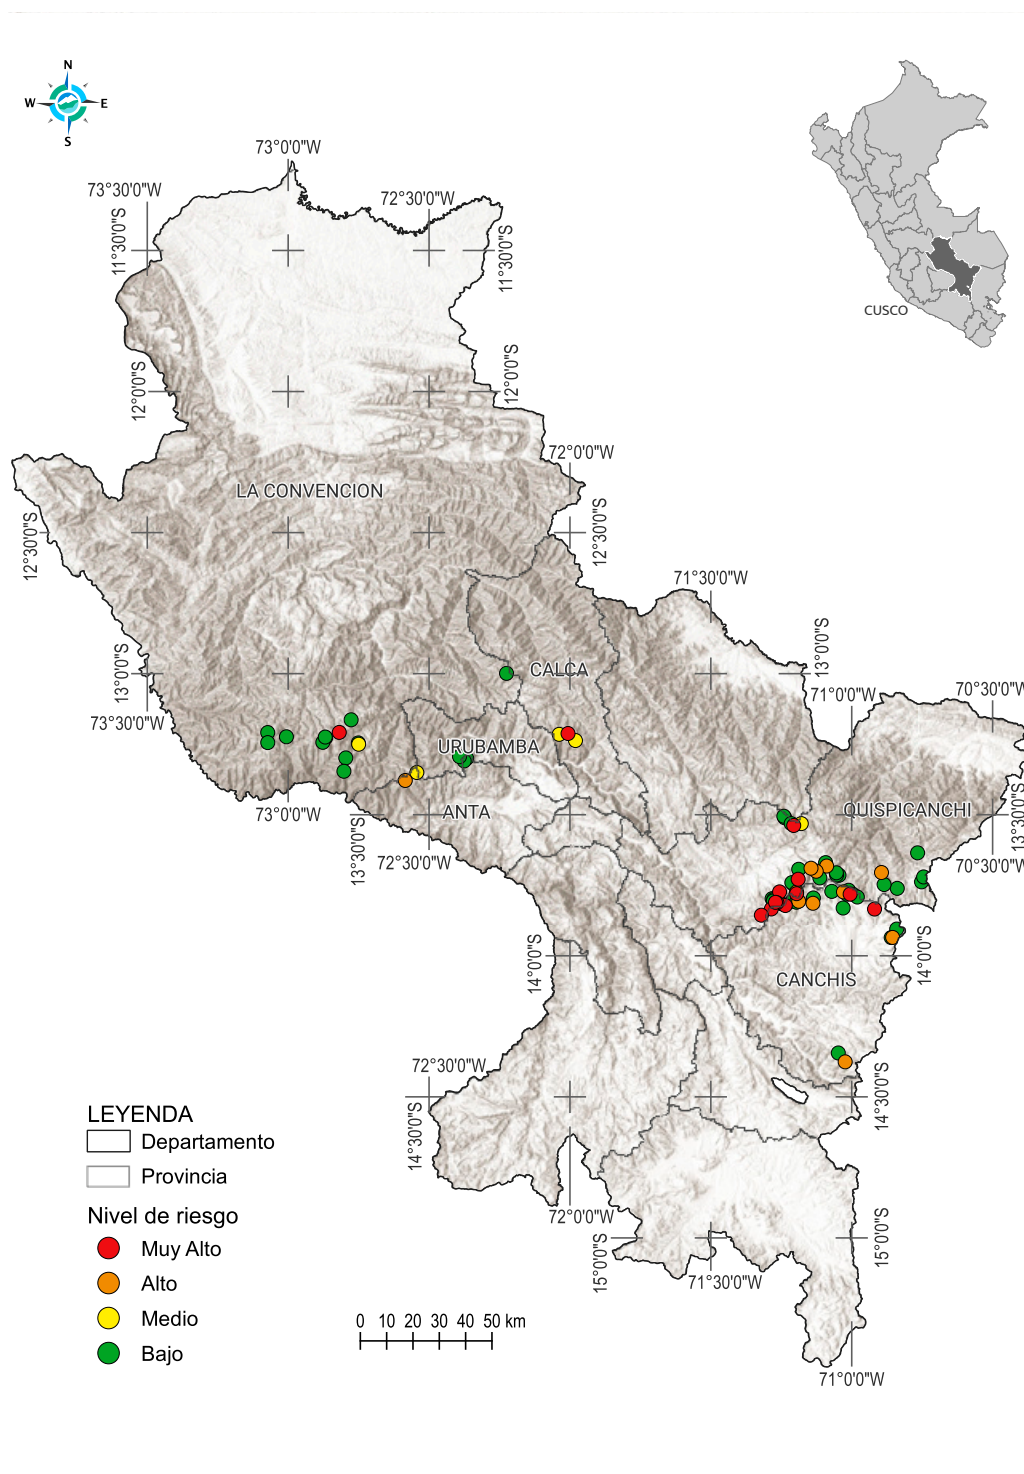 N
W
E
S
73°0'0"W
73°30'0"W
72°30'0"W
11°30'0"S
11°30'0"S
CUSCO
12°0'0"S
12°0'0"S
72°0'0"W
LA CONVENCION
12°30'0"S
12°30'0"S
71°30'0"W
13°0'0"S
13°0'0"S
CALCA
73°30'0"W
71°0'0"W
70°30'0"W
URUBAMBA
73°0'0"W
ANTA
QUISPICANCHI
13°30'0"S
13°30'0"S
72°30'0"W
70°30'0"W
14°0'0"S
14°0'0"S
CANCHIS
72°30'0"W
14°30'0"S
14°30'0"S
LEYENDA
Departamento
Provincia
Nivel de riesgo
72°0'0"W
Muy Alto
15°0'0"S
15°0'0"S
Alto
71°30'0"W
Medio
0 10 20 30 40 50 km
Bajo
71°0'0"W